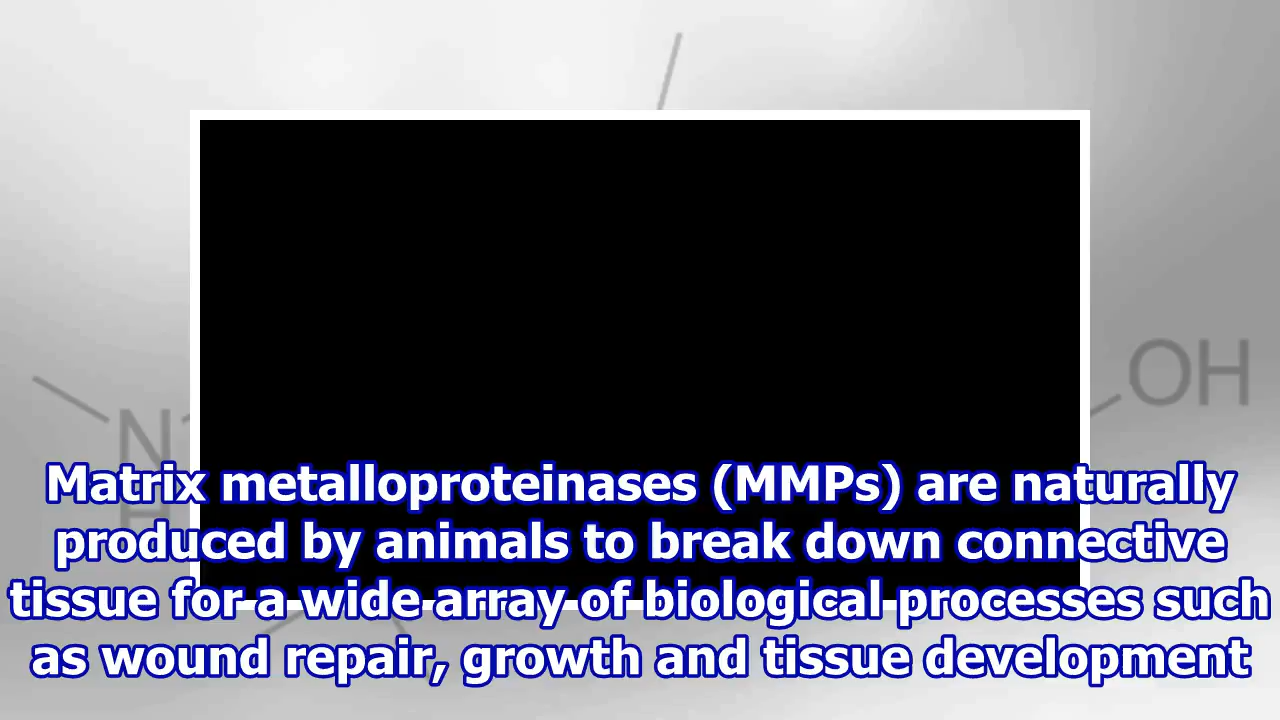 OH
N
H
Matrix metalloproteinases (MMPs) are naturally
produced by animals to break down connective
tissue for a wide array of biological processes such
as wound repair, growth and tissue development